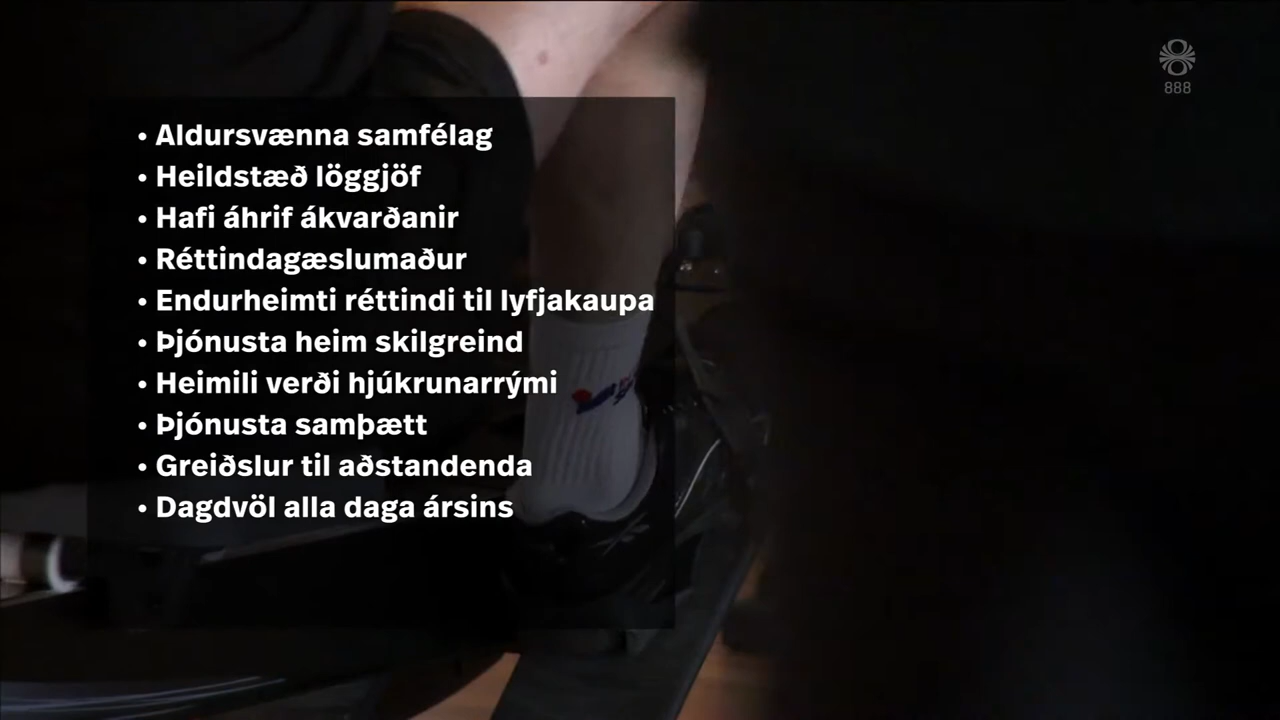 888
• Aldursvænna samfélag
• Heildstæð löggjöf
• Hafi áhrif ákvarðanir
• Réttindagæslumaður
• Endurheimti réttindi til lyfjakaupa
• Þjónusta heim skilgreind
• Heimili verði hjúkrunarrými
• Þjónusta samþætt
• Greiðslur til aðstandenda
• Dagdvöl alla daga ársins